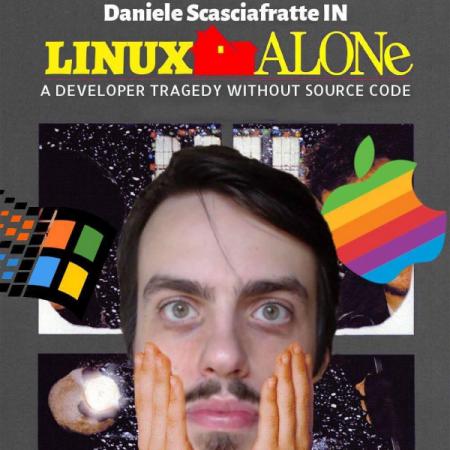 Daniele Scasciafratte IN
LINUX ALONe
A DEVELOPER TRAGEDY WITHOUT SOURCE CODE